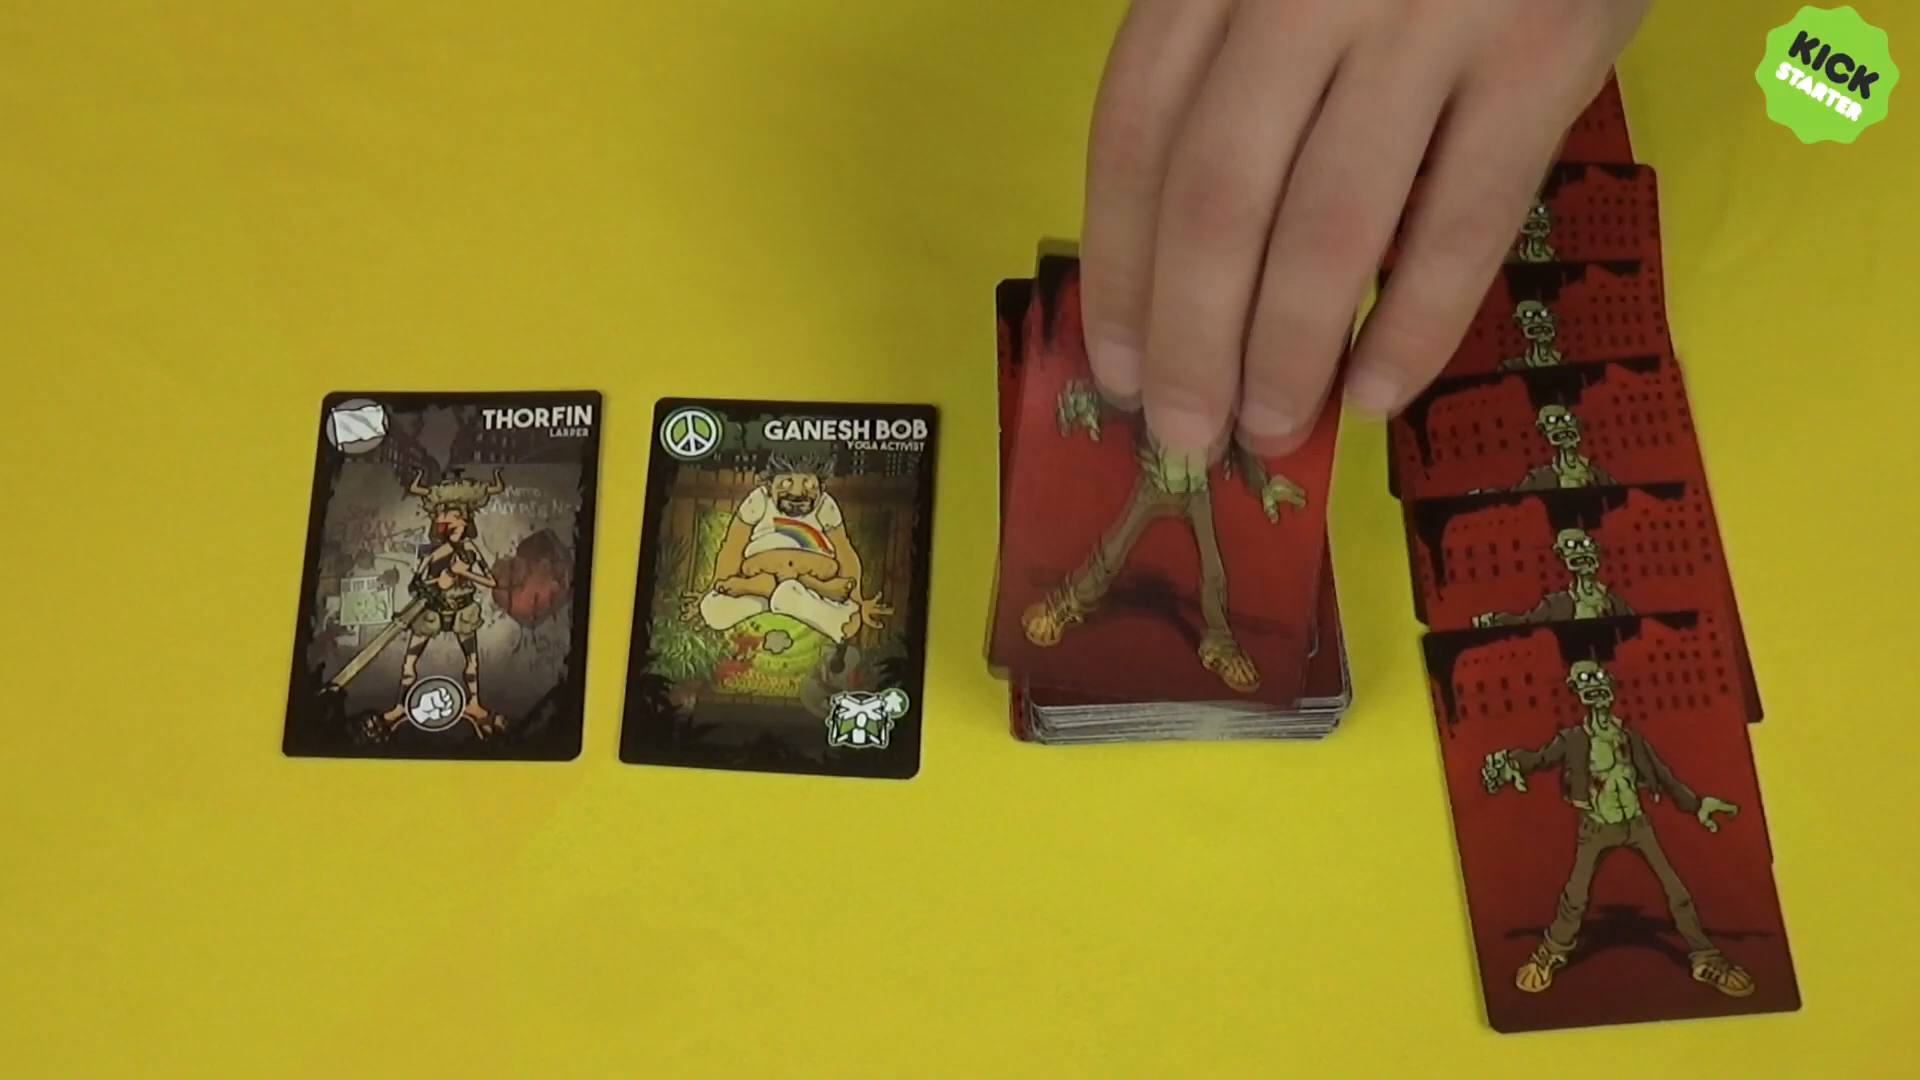 KICK
STARTER
THORFIN
LARPER
GANESH BOB
YOGA ACTIVIST